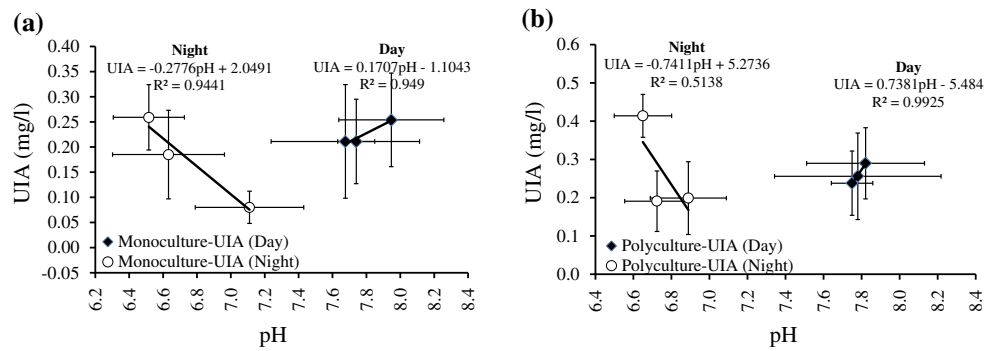 (a)
Night
UIA = -0.2776pH + 2.0491
R² = 0.9441
Day
UIA = 0.1707pH - 1.1043
R² = 0.949
UIA (mg/l)
0.40
0.35
0.30
0.25
0.20
0.15
0.10
0.05
0.00
-0.05
Monoculture-UIA (Day)
Monoculture-UIA (Night)
6.2
6.4
6.6
6.8
7.0
7.2
7.4
7.6
7.8
8.0
8.2
8.4
pH
(b)
Night
UIA = -0.7411pH + 5.2736
R² = 0.5138
Day
UIA = 0.7381pH - 5.484
R² = 0.9925
UIA (mg/l)
0.6
0.5
0.4
0.3
0.2
0.1
0.0
Polyculture-UIA (Day)
Polyculture-UIA (Night)
6.4
6.6
6.8
7.0
7.2
7.4
7.6
7.8
8.0
8.2
8.4
pH